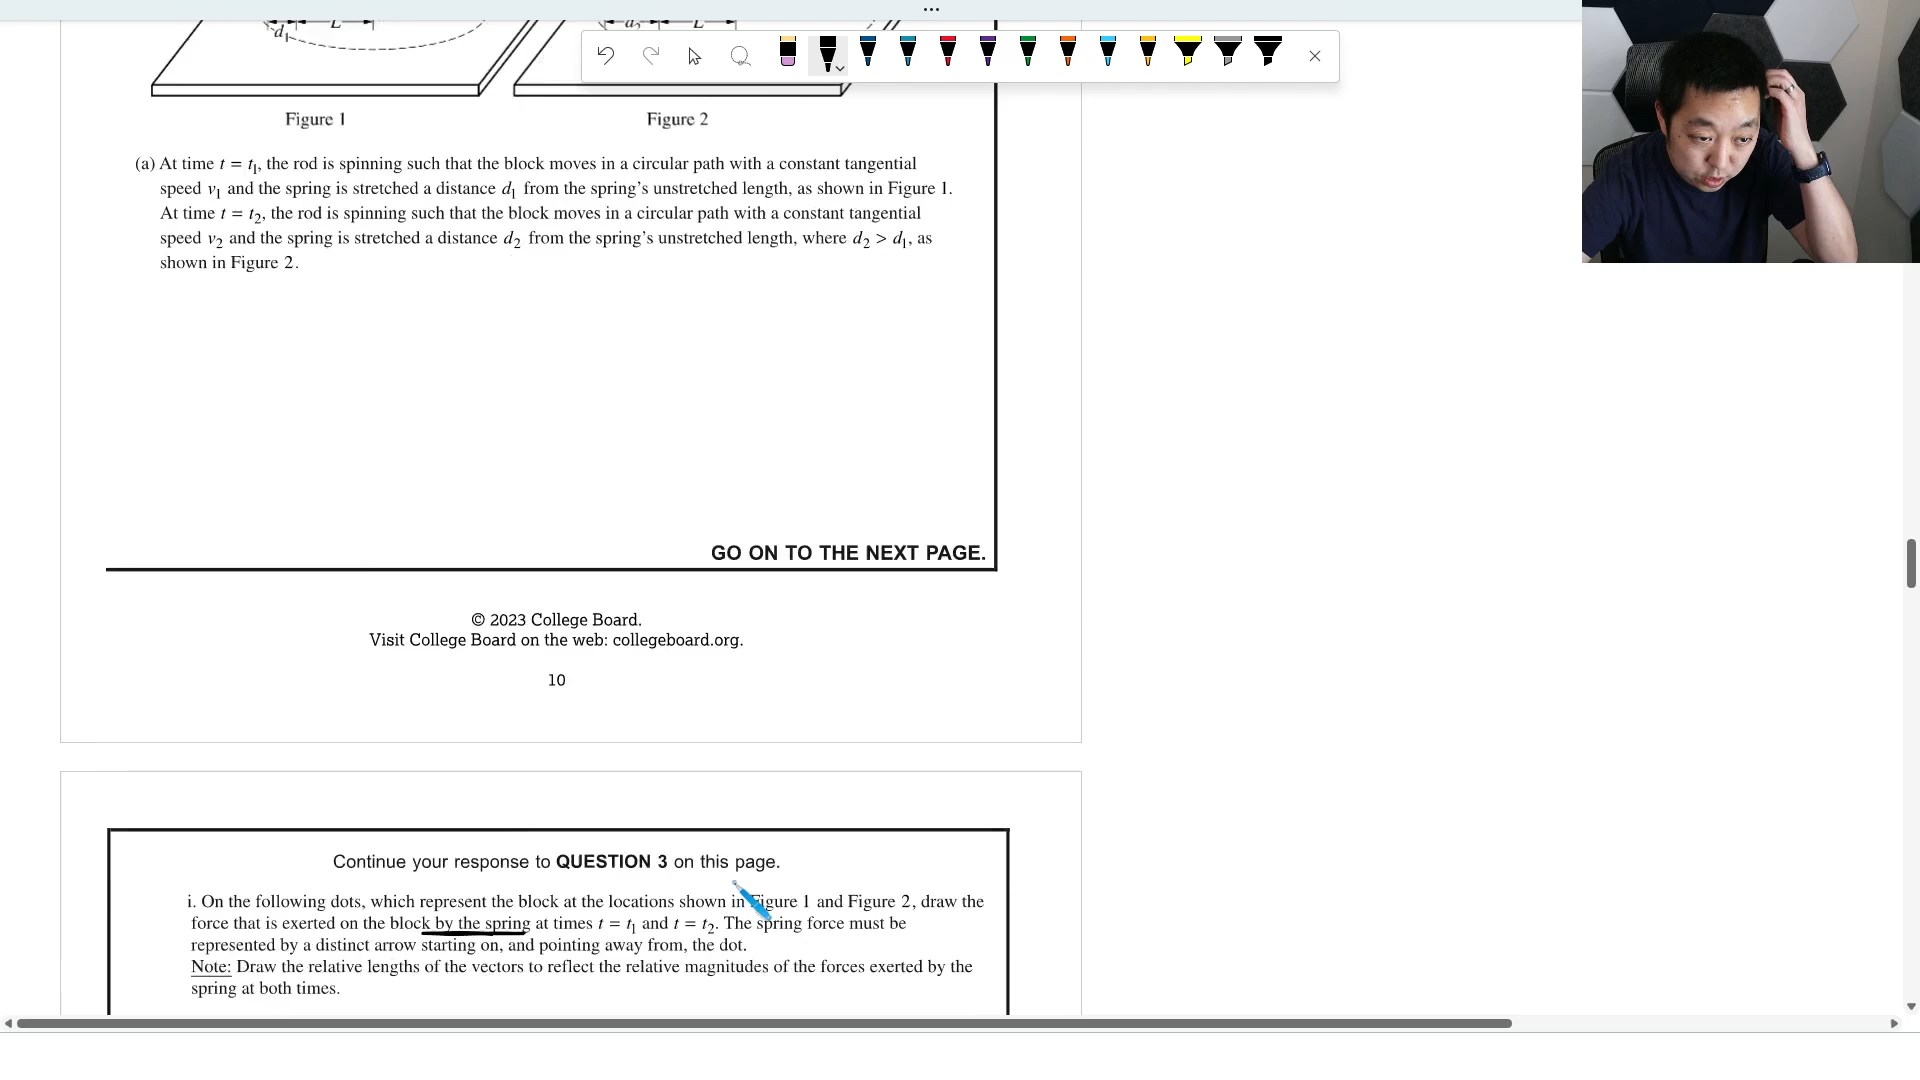 d1 L d2 L
Figure 1 Figure 2
(a) At time t = t1, the rod is spinning such that the block moves in a circular path with a constant tangential
speed v1 and the spring is stretched a distance d1 from the spring's unstretched length, as shown in Figure 1.
At time t = t2, the rod is spinning such that the block moves in a circular path with a constant tangential
speed v2 and the spring is stretched a distance d2 from the spring's unstretched length, where d2 > d1, as
shown in Figure 2.
GO ON TO THE NEXT PAGE.
© 2023 College Board.
Visit College Board on the web: collegeboard.org.
10
Continue your response to QUESTION 3 on this page.
i. On the following dots, which represent the block at the locations shown in Figure 1 and Figure 2, draw the
force that is exerted on the block by the spring at times t = t1 and t = t2. The spring force must be
represented by a distinct arrow starting on, and pointing away from, the dot.
Note: Draw the relative lengths of the vectors to reflect the relative magnitudes of the forces exerted by the
spring at both times.